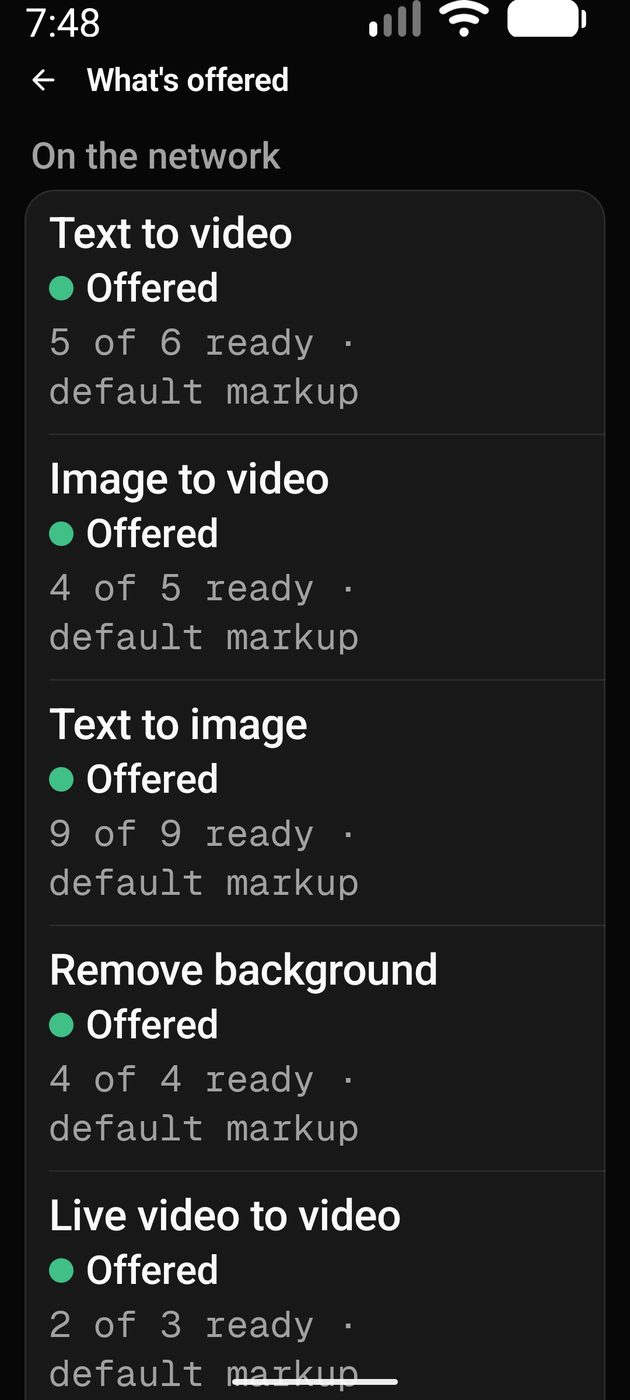 7:48
What's offered
On the network
Text to video
Offered
5 of 6 ready ·
default markup
Image to video
Offered
4 of 5 ready ·
default markup
Text to image
Offered
9 of 9 ready ·
default markup
Remove background
Offered
4 of 4 ready ·
default markup
Live video to video
Offered
2 of 3 ready ·
default markup